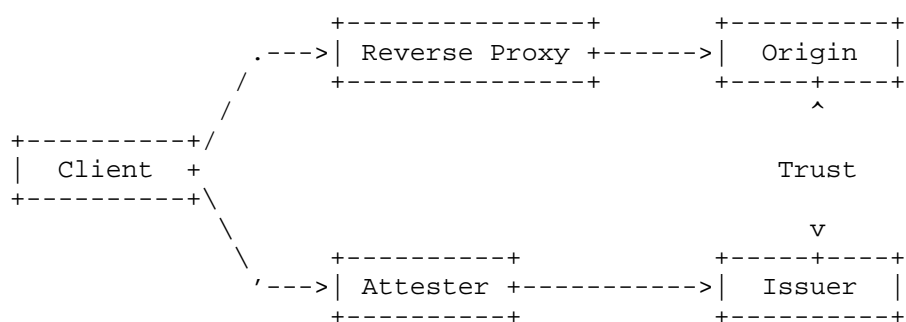 Reverse Proxy
Origin
Client
Trust
Attester
Issuer